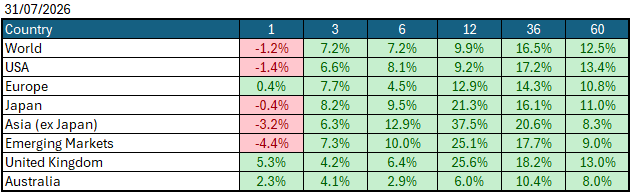 31/07/2026
Country 1 3 6 12 36 60
World -1.2% 7.2% 7.2% 9.9% 16.5% 12.5%
USA -1.4% 6.6% 8.1% 9.2% 17.2% 13.4%
Europe 0.4% 7.7% 4.5% 12.9% 14.3% 10.8%
Japan -0.4% 8.2% 9.5% 21.3% 16.1% 11.0%
Asia (ex Japan) -3.2% 6.3% 12.9% 37.5% 20.6% 8.3%
Emerging Markets -4.4% 7.3% 10.0% 25.1% 17.7% 9.0%
United Kingdom 5.3% 4.2% 6.4% 25.6% 18.2% 13.0%
Australia 2.3% 4.1% 2.9% 6.0% 10.4% 8.0%